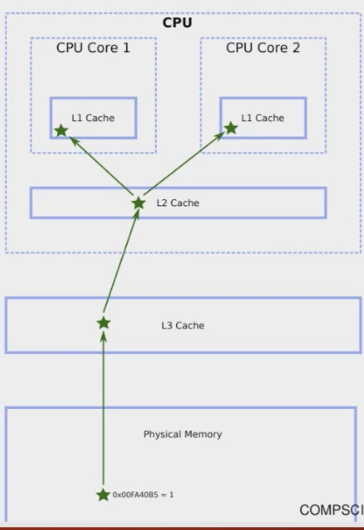 CPU
CPU Core 1
CPU Core 2
L1 Cache
L1 Cache
L2 Cache
L3 Cache
Physical Memory
0x00FA40B5 = 1
COMPSCI